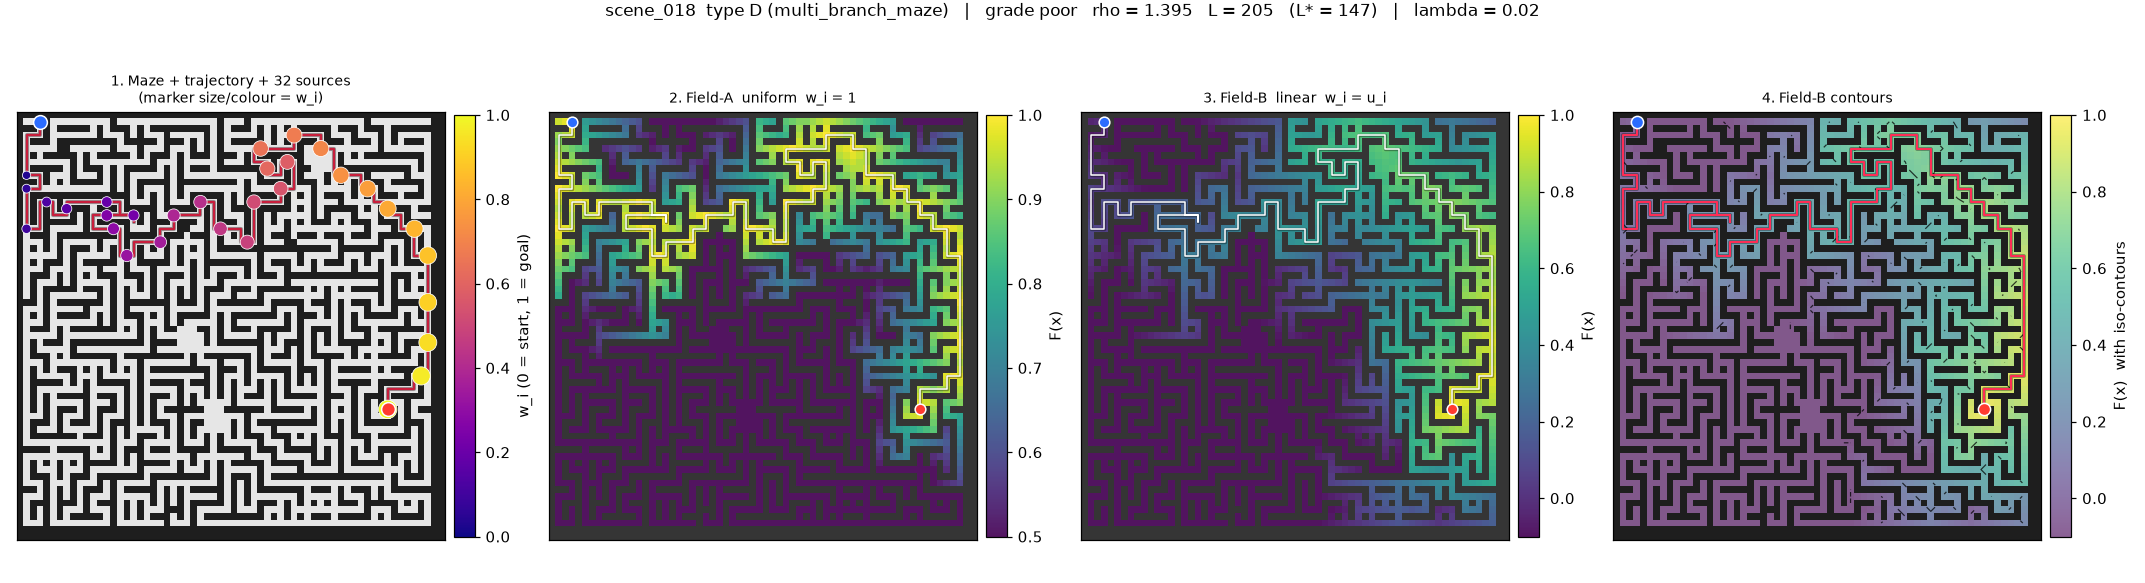 scene_018  type D (multi_branch_maze)   |   grade poor   rho = 1.395   L = 205   (L* = 147)   |   lambda = 0.02
1. Maze + trajectory + 32 sources
(marker size/colour = w_i)
1.0
0.8
0.6
0.4
0.2
0.0
w_i (0 = start, 1 = goal)
2. Field-A  uniform  w_i = 1
1.0
0.9
0.8
0.7
0.6
0.5
F(x)
3. Field-B  linear  w_i = u_i
1.0
0.8
0.6
0.4
0.2
0.0
F(x)
4. Field-B contours
1.0
0.8
0.6
0.4
0.2
0.0
F(x)   with iso-contours